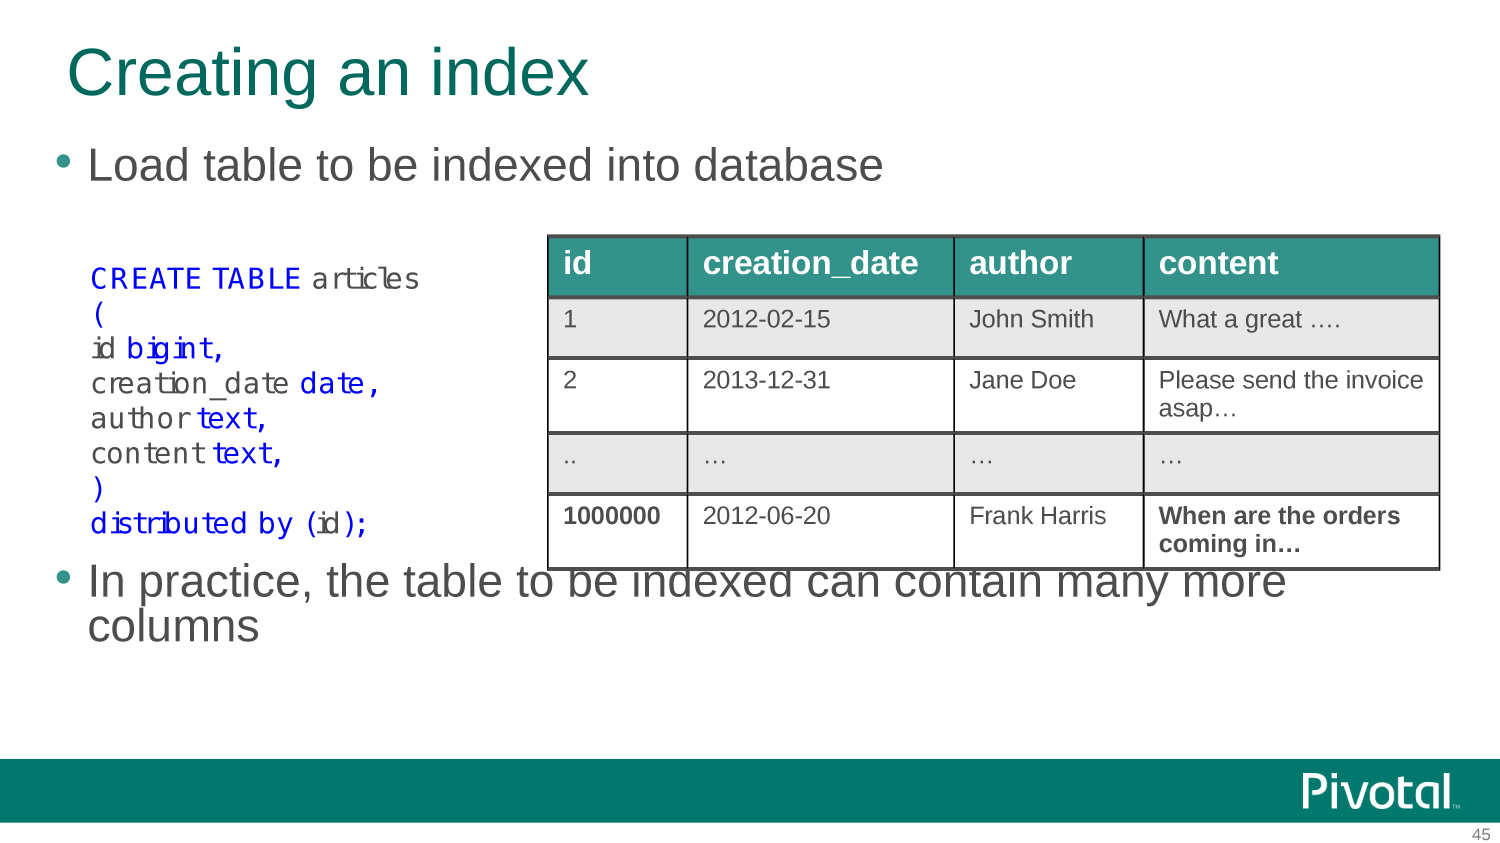 Creating an index
• Load table to be indexed into database
CREATE TABLE articles
(
id bigint,
creation_date date,
author text,
content text,
)
distributed by (id);
id creation_date author content
1 2012-02-15 John Smith What a great ….
2 2013-12-31 Jane Doe Please send the invoice
asap…
.. … … …
1000000 2012-06-20 Frank Harris When are the orders
coming in…
• In practice, the table to be indexed can contain many more
columns
Pivotal™
45